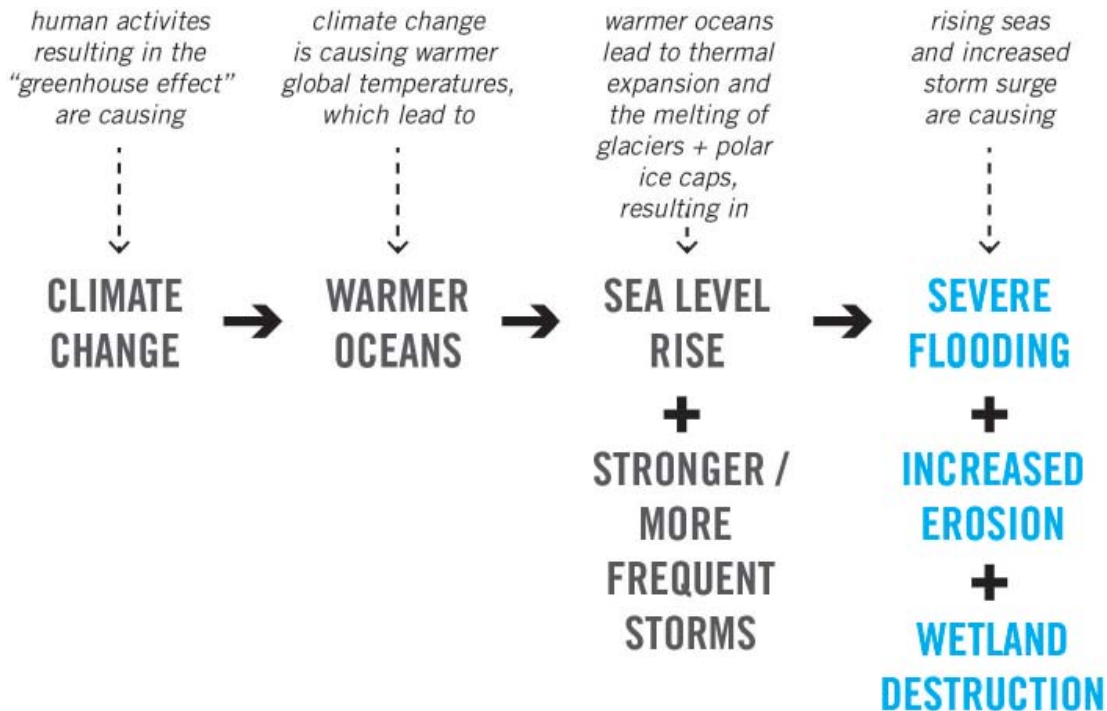 human activites
resulting in the
“greenhouse effect”
are causing
climate change
is causing warmer
global temperatures,
which lead to
warmer oceans
lead to thermal
expansion and
the melting of
glaciers + polar
ice caps,
resulting in
rising seas
and increased
storm surge
are causing
CLIMATE
CHANGE
WARMER
OCEANS
SEA LEVEL
RISE
+
STRONGER /
MORE
FREQUENT
STORMS
SEVERE
FLOODING
+
INCREASED
EROSION
+
WETLAND
DESTRUCTION